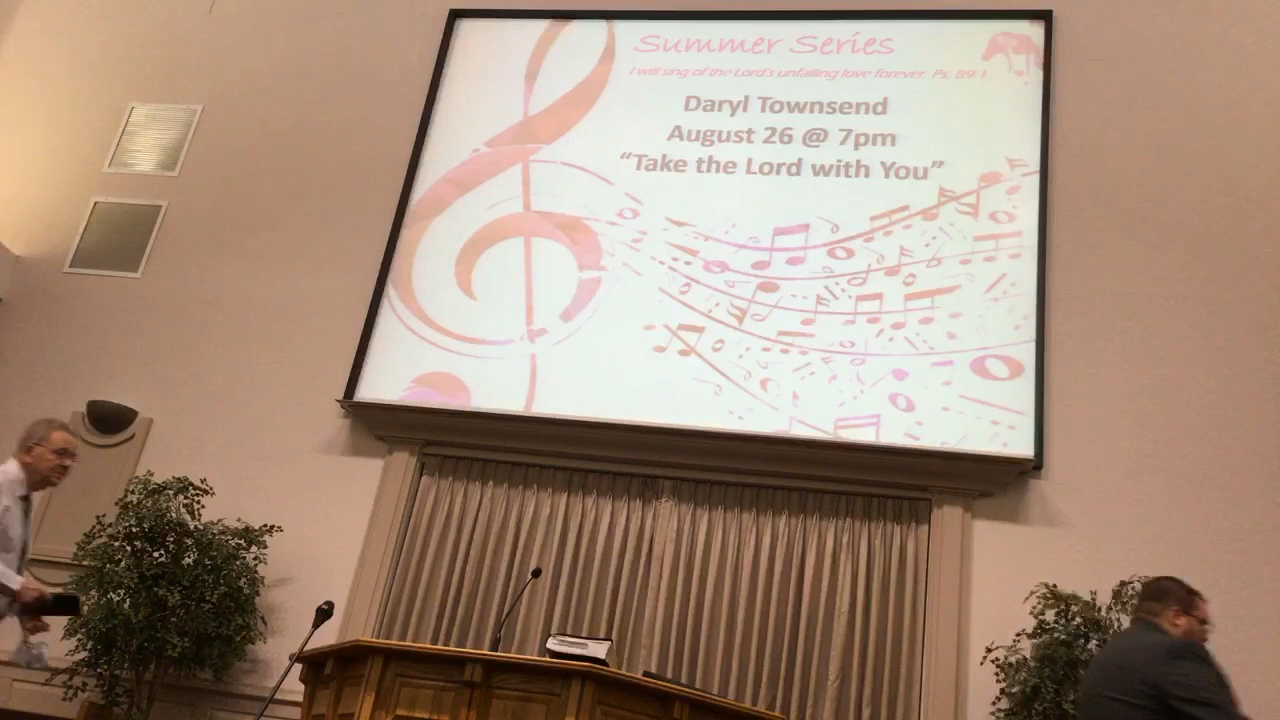 Summer Series
I will sing of the Lord's unfailing love forever. Ps. 89:1
Daryl Townsend
August 26 @ 7pm
“Take the Lord with You”